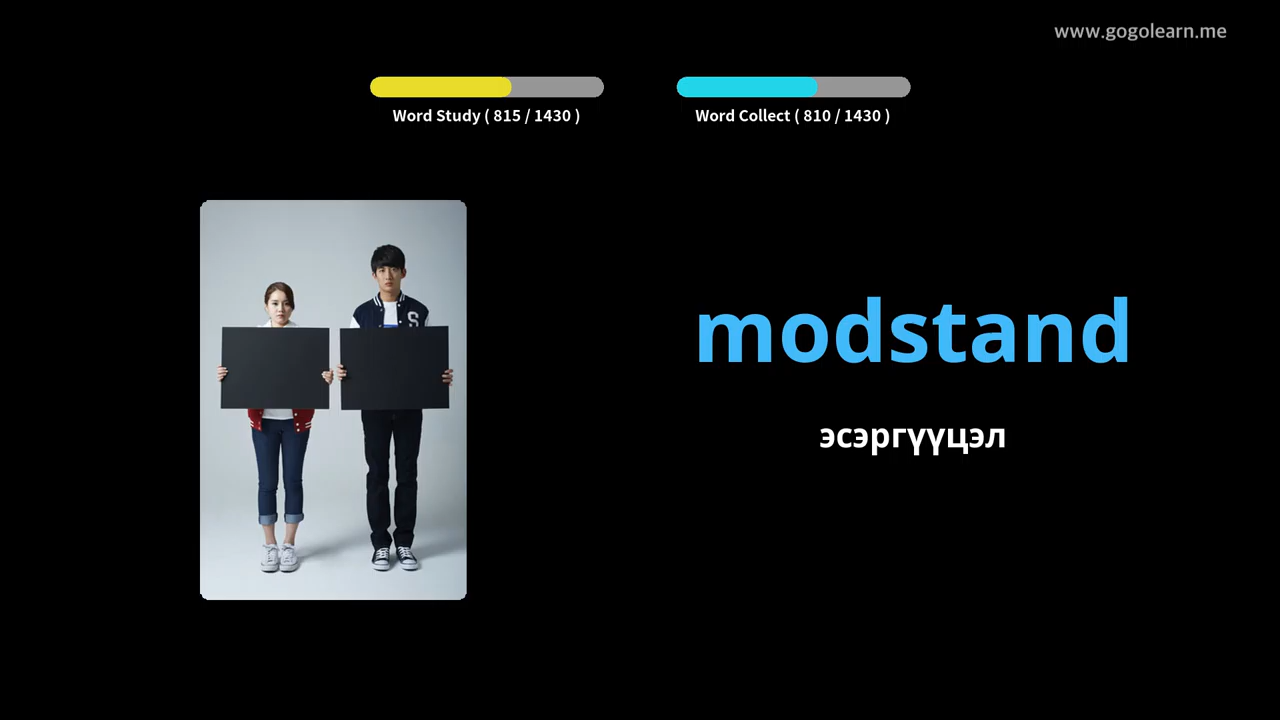 www.gogolearn.me
Word Study ( 815 / 1430 )
Word Collect ( 810 / 1430 )
S
modstand
эсэргүүцэл